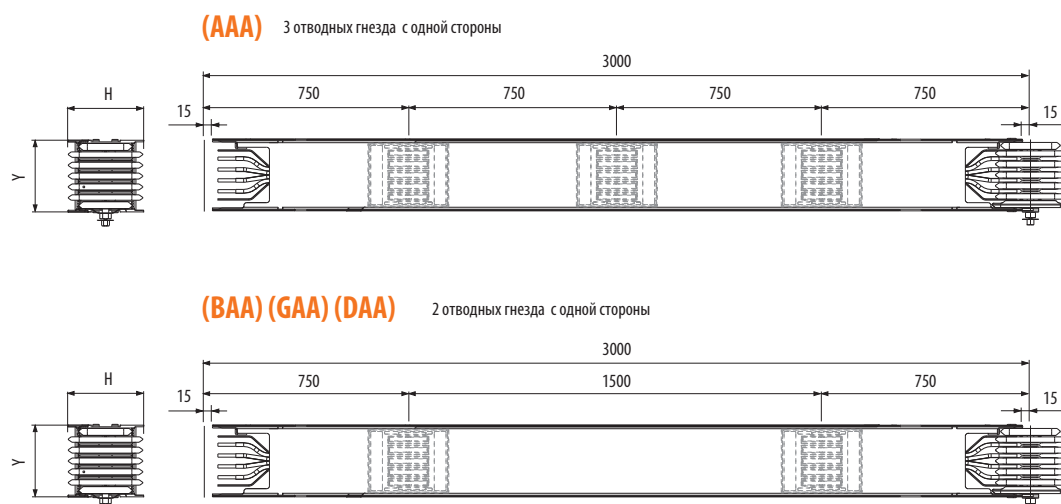 (AAA) 3 отводных гнезда с одной стороны
3000
H 750 750 750 750
15 15
Y
(BAA) (GAA) (DAA) 2 отводных гнезда с одной стороны
3000
H 750 1500 750
15 15
Y